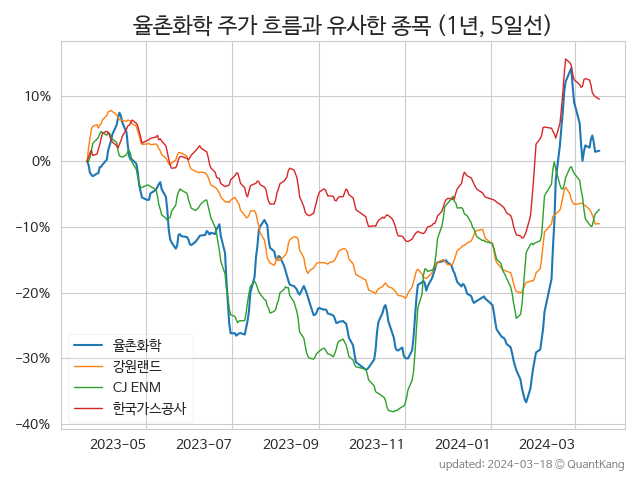 율촌화학 주가 흐름과 유사한 종목 (1년, 5일선)
10%
0%
−10%
−20%
−30%
−40%
율촌화학
강원랜드
CJ ENM
한국가스공사
2023-05
2023-07
2023-09
2023-11
2024-01
2024-03
updated: 2024-03-18 © QuantKang